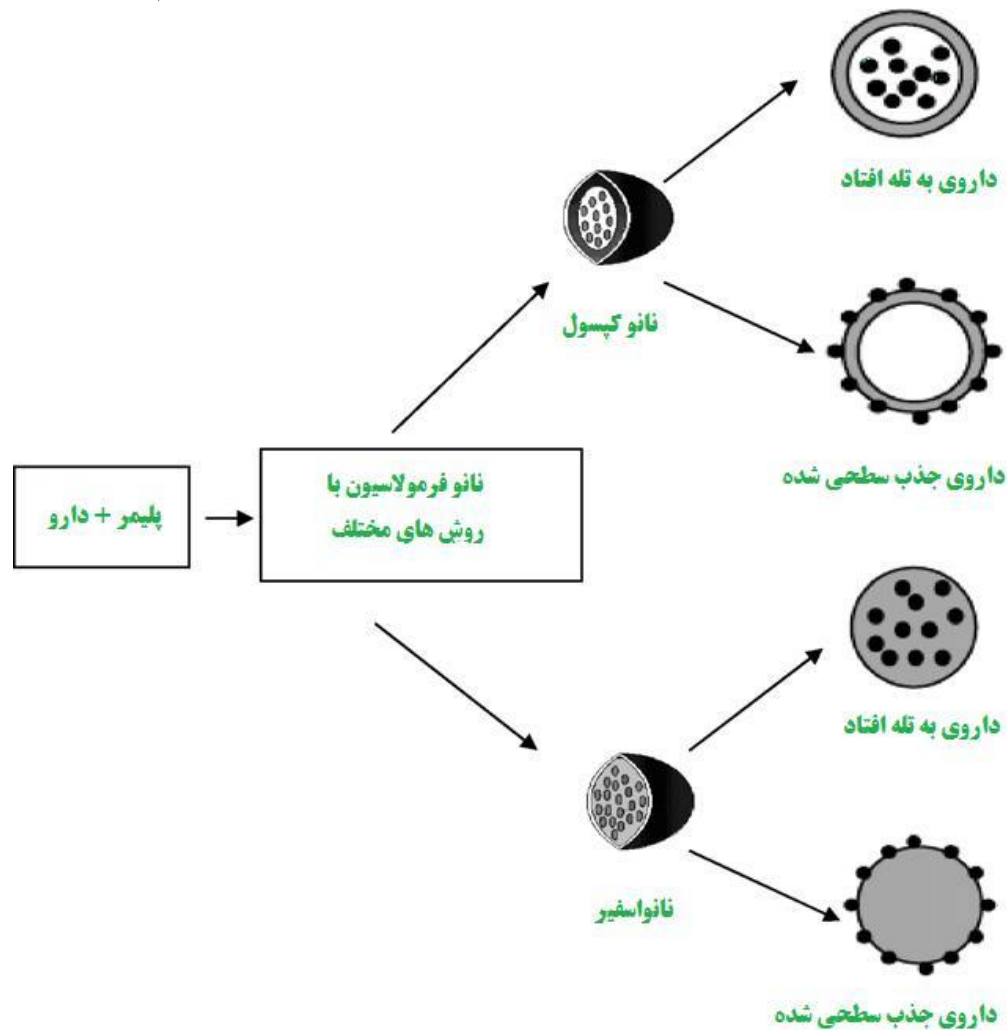 داروی به تله افتاد
نانو کپسول
داروی جذب سطحی شده
پلیمر + دارو
نانو فرمولاسیون با
روش های مختلف
داروی به تله افتاد
نانواسفیر
داروی جذب سطحی شده